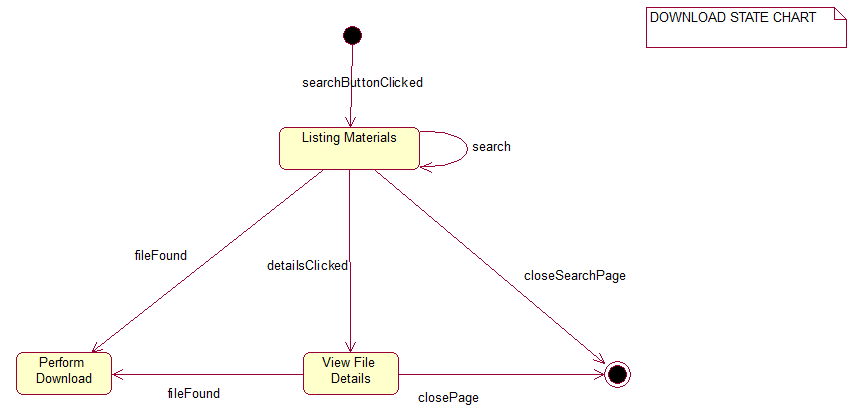 DOWNLOAD STATE CHART
searchButtonClicked
Listing Materials
search
fileFound
detailsClicked
closeSearchPage
Perform
Download
View File
Details
fileFound
closePage